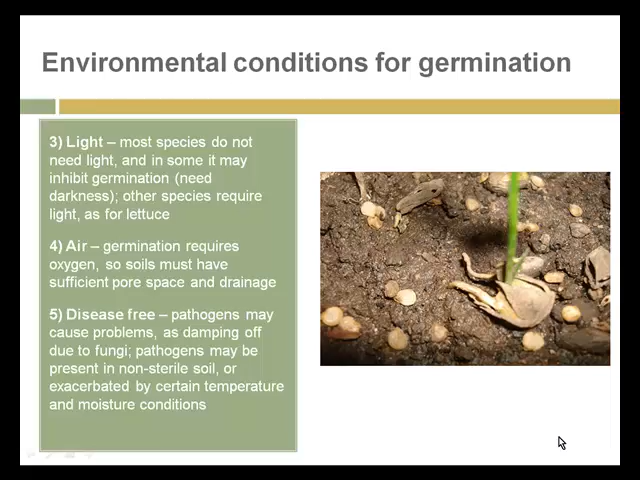 Environmental conditions for germination
3) Light – most species do not
need light, and in some it may
inhibit germination (need
darkness); other species require
light, as for lettuce
4) Air – germination requires
oxygen, so soils must have
sufficient pore space and drainage
5) Disease free – pathogens may
cause problems, as damping off
due to fungi; pathogens may be
present in non-sterile soil, or
exacerbated by certain temperature
and moisture conditions